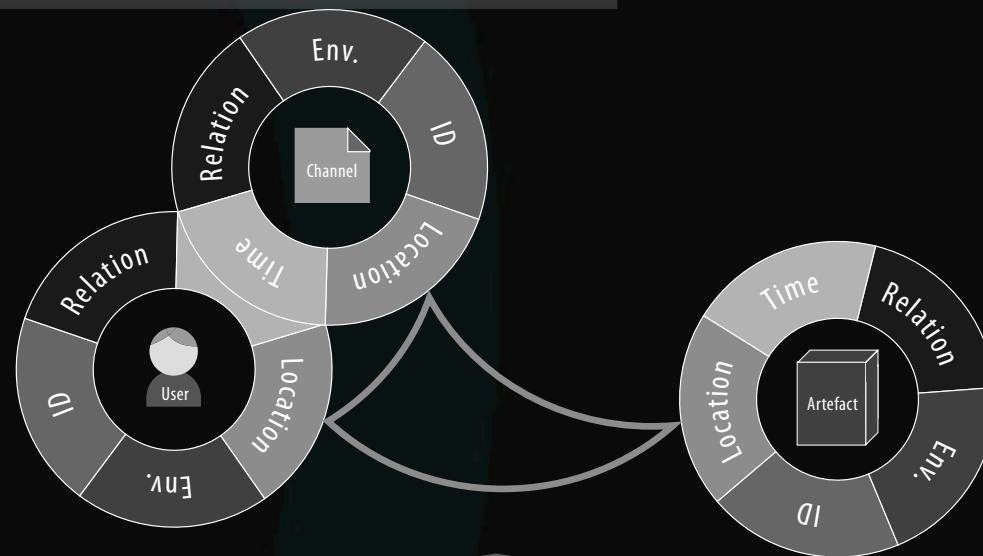 Env.
ID
Location
Time
Relation
Channel
Relation
Location
Env.
ID
User
Time
Relation
Env.
ID
Location
Artefact